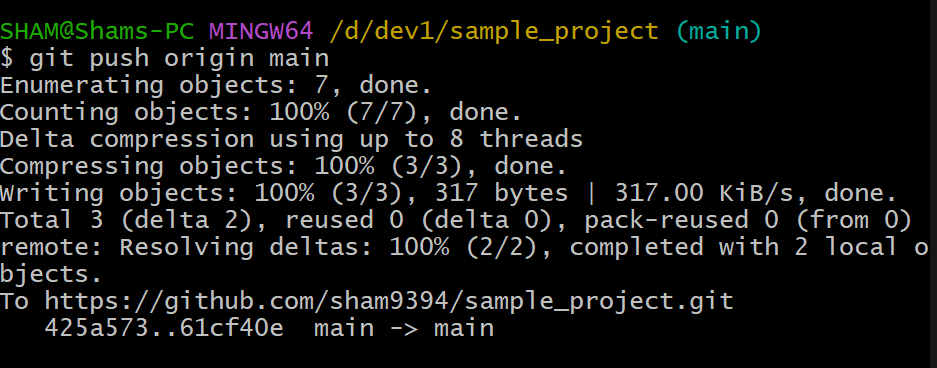 SHAM@Shams-PC MINGW64 /d/dev1/sample_project (main)
$ git push origin main
Enumerating objects: 7, done.
Counting objects: 100% (7/7), done.
Delta compression using up to 8 threads
Compressing objects: 100% (3/3), done.
Writing objects: 100% (3/3), 317 bytes | 317.00 KiB/s, done.
Total 3 (delta 2), reused 0 (delta 0), pack-reused 0 (from 0)
remote: Resolving deltas: 100% (2/2), completed with 2 local o
bjects.
To https://github.com/sham9394/sample_project.git
   425a573..61cf40e  main -> main